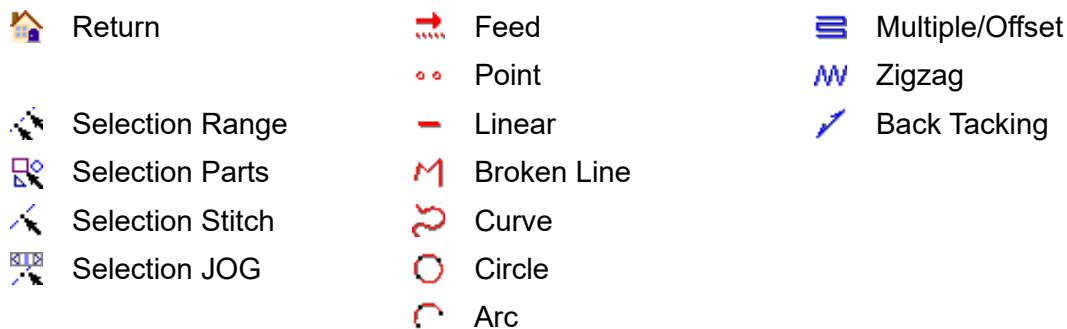 Return
Selection Range
Selection Parts
Selection Stitch
Selection JOG
Feed
Point
Linear
Broken Line
Curve
Circle
Arc
Multiple/Offset
Zigzag
Back Tacking